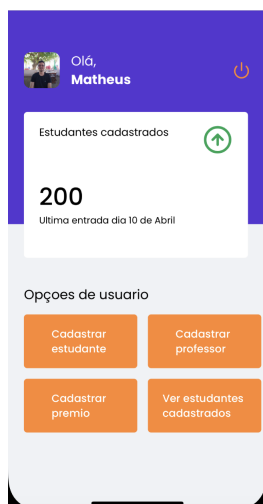 Olá,
Matheus
Estudantes cadastrados
200
Ultima entrada dia 10 de Abril
Opçoes de usuario
Cadastrar
estudante
Cadastrar
professor
Cadastrar
premio
Ver estudantes
cadastrados